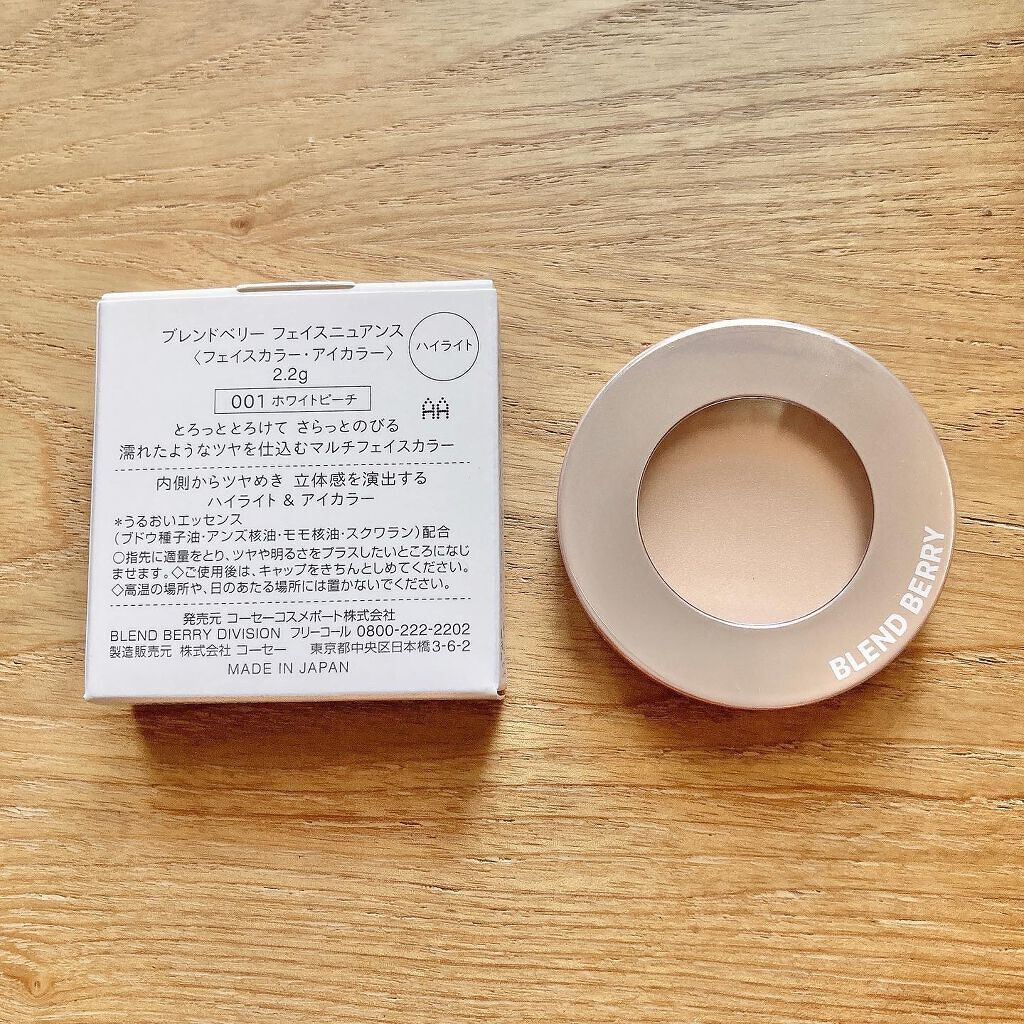 ブレンドベリー フェイスニュアンス
〈フェイスカラー・アイカラー〉
2.2g
ハイライト
001 ホワイトピーチ
とろっととろけて さらっとのびる
濡れたようなツヤを仕込むマルチフェイスカラー
内側からツヤめき 立体感を演出する
ハイライト & アイカラー
*うるおいエッセンス
(ブドウ種子油・アンズ核油・モモ核油・スクワラン)配合
○指先に適量をとり、ツヤや明るさをプラスしたいところになじ
ませます。◇ご使用後は、キャップをきちんとしめてください。
◇高温の場所や、日のあたる場所には置かないでください。
発売元 コーセーコスメポート株式会社
BLEND BERRY DIVISION フリーコール 0800-222-2202
製造販売元 株式会社 コーセー 東京都中央区日本橋3-6-2
MADE IN JAPAN
BLEND BERRY